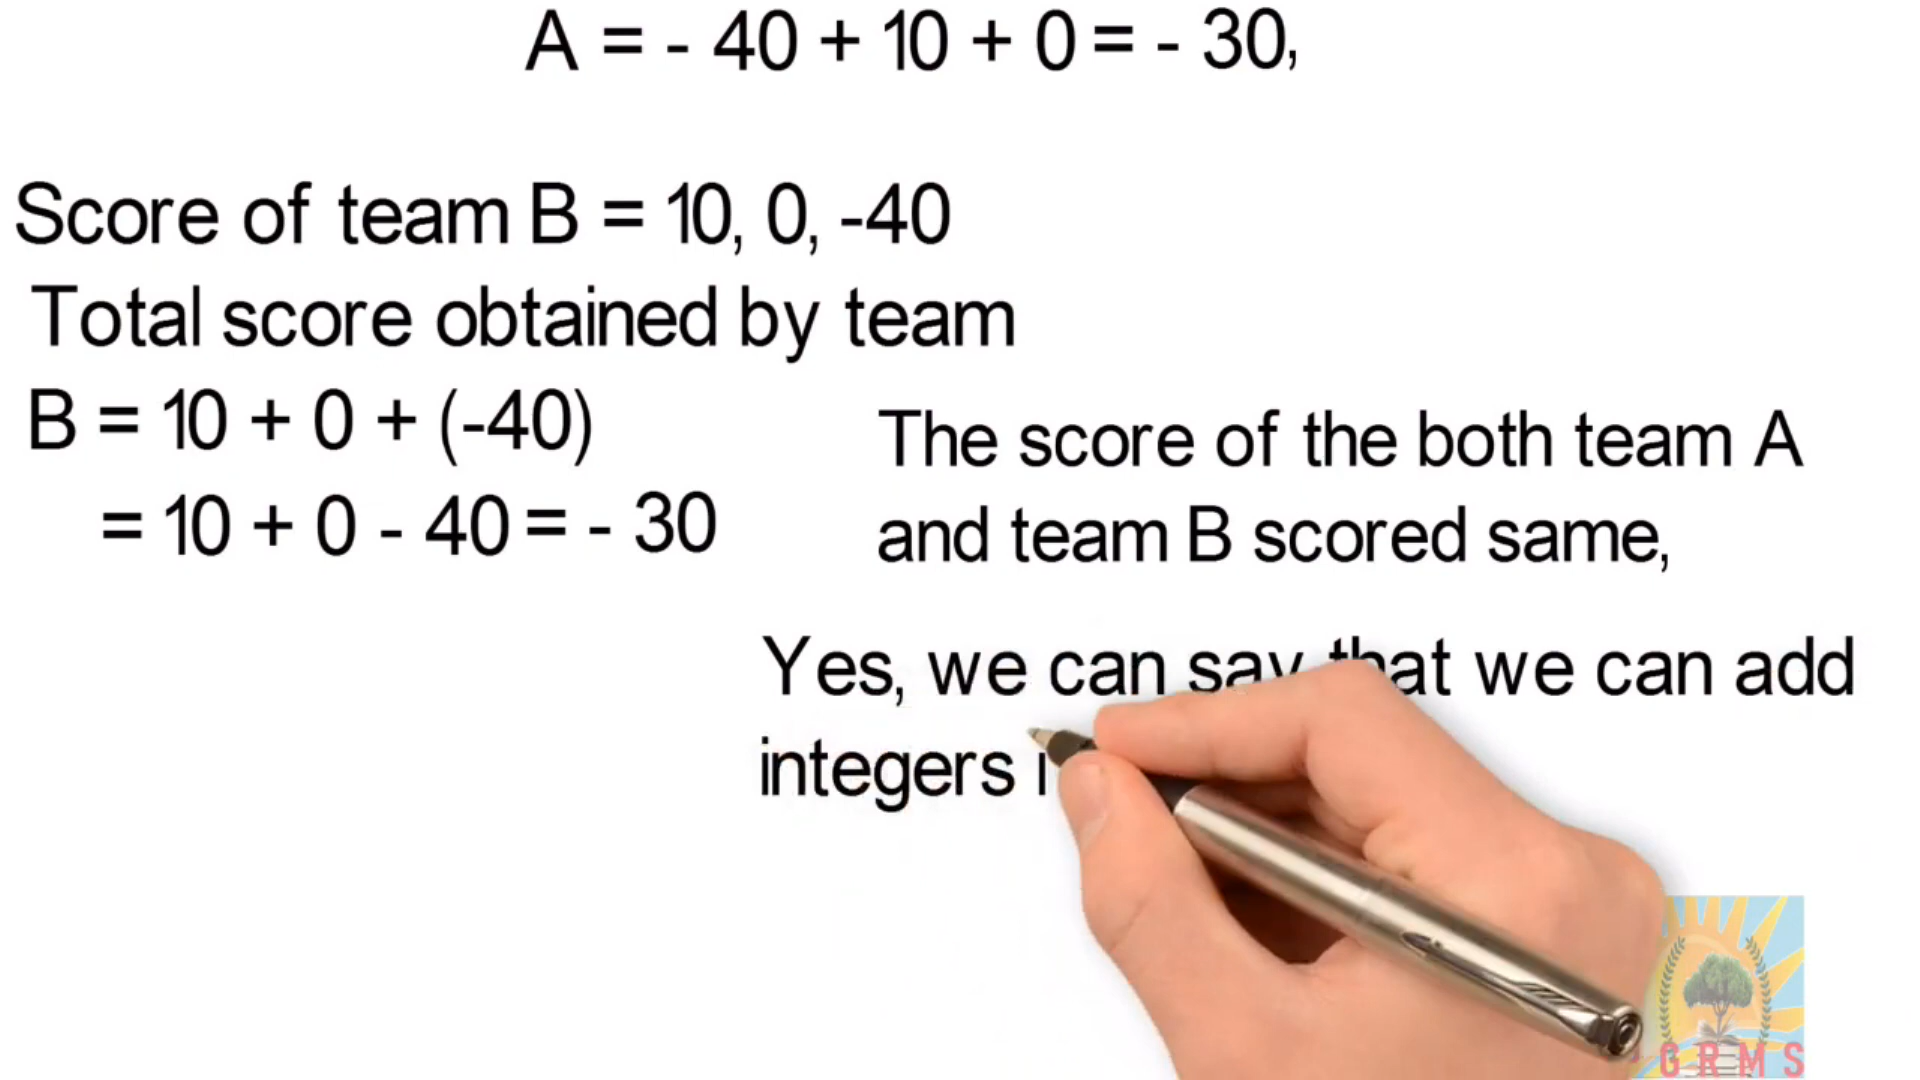 A = - 40 + 10 + 0 = - 30,
Score of team B = 10, 0, -40
Total score obtained by team
B = 10 + 0 + (-40)
= 10 + 0 - 40 = - 30
The score of the both team A
and team B scored same,
Yes, we can say that we can add
integers
G R M S